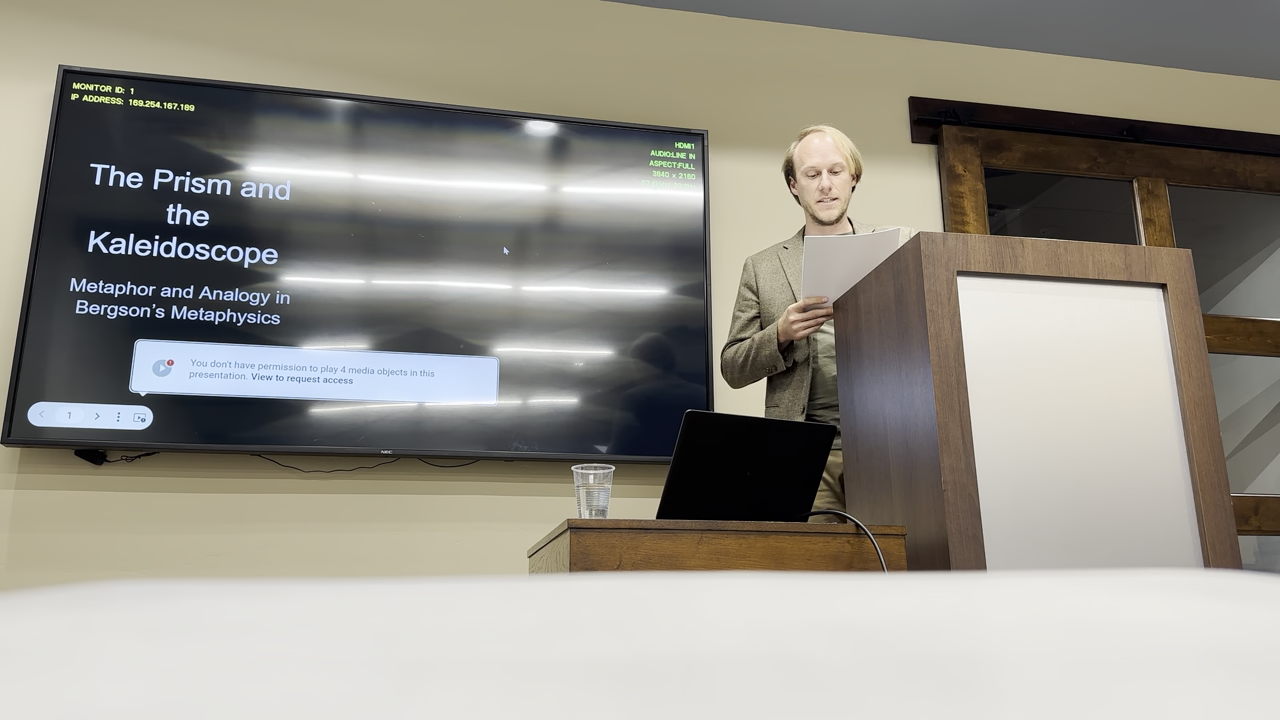 MONITOR ID: 1
IP ADDRESS: 169.254.167.189
HDMI1
AUDIO:LINE IN
ASPECT:FULL
3840 x 2160
The Prism and
the
Kaleidoscope
Metaphor and Analogy in
Bergson's Metaphysics
You don't have permission to play 4 media objects in this
presentation. View to request access
1
NEC